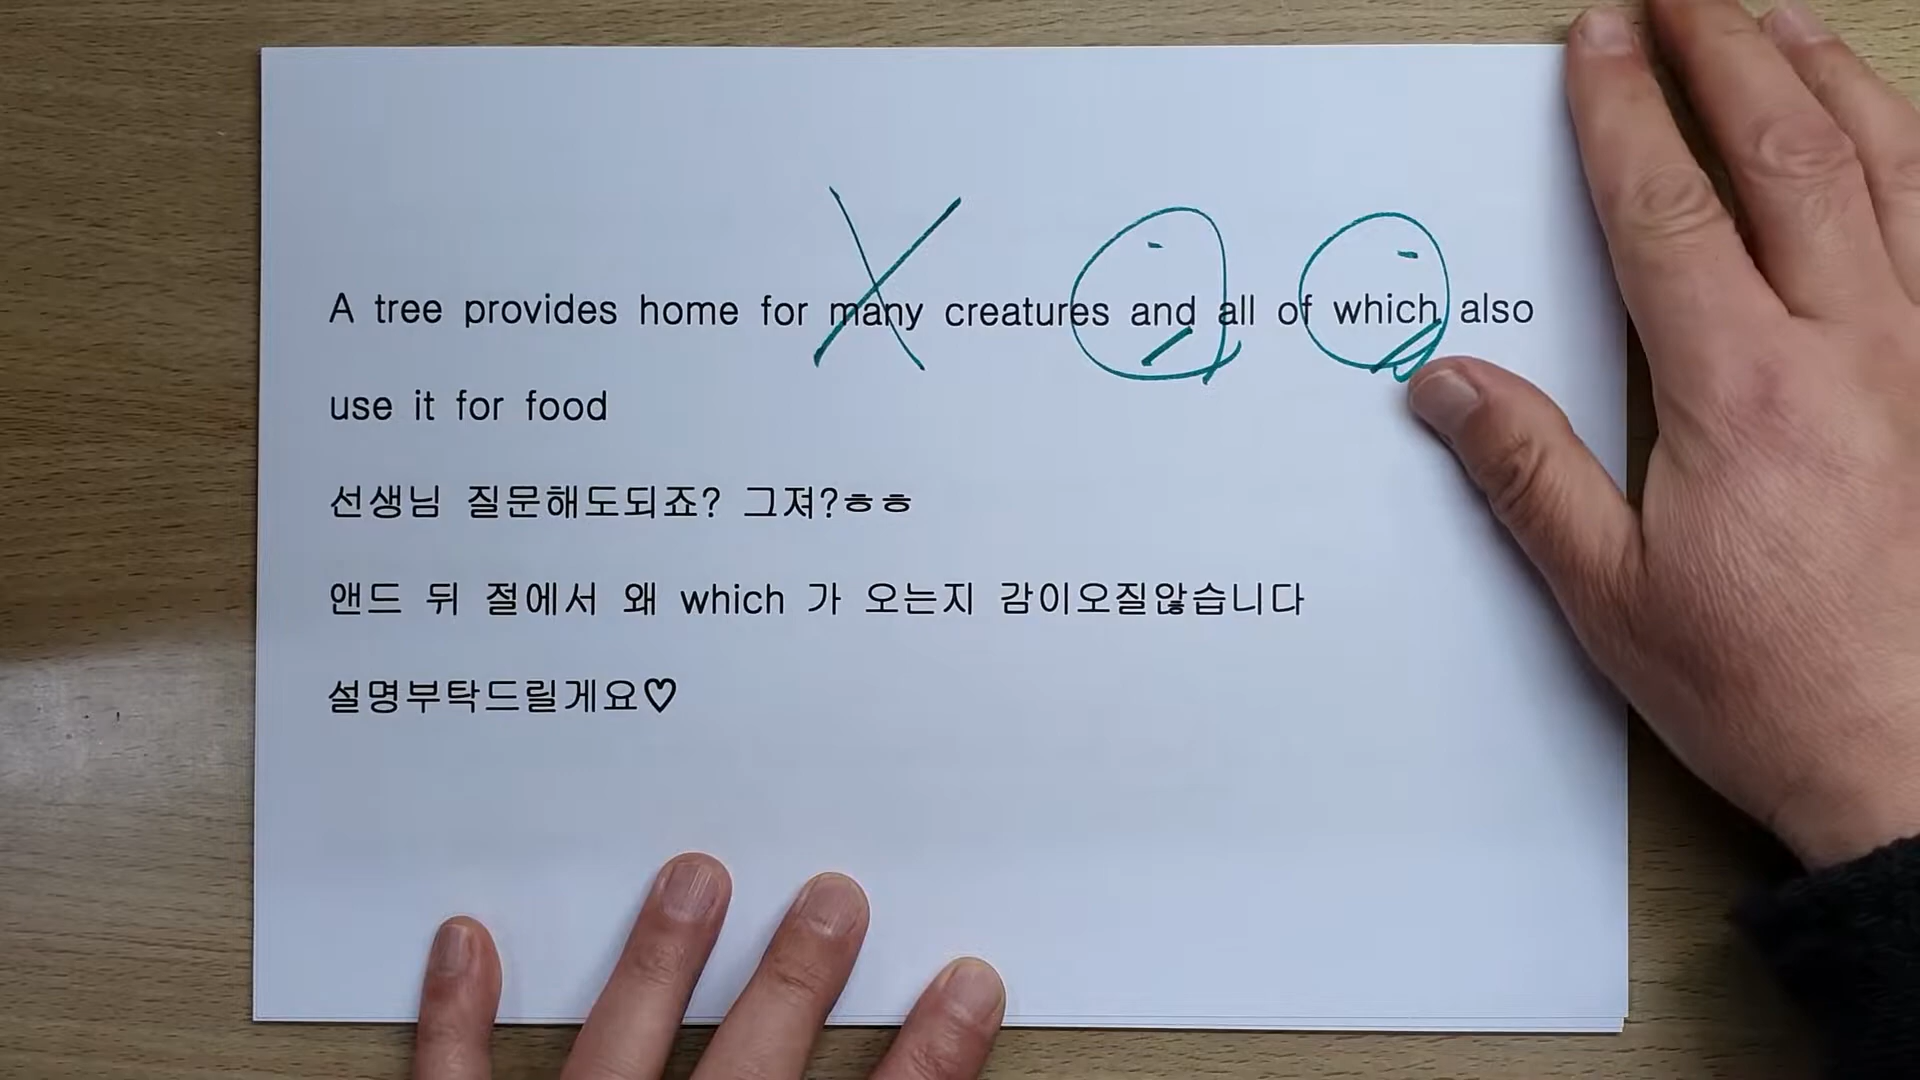 A tree provides home for many creatures and all of which also
use it for food
선생님 질문해도되죠? 그져?ㅎㅎ
앤드 뒤 절에서 왜 which 가 오는지 감이오질않습니다
설명부탁드릴게요♡